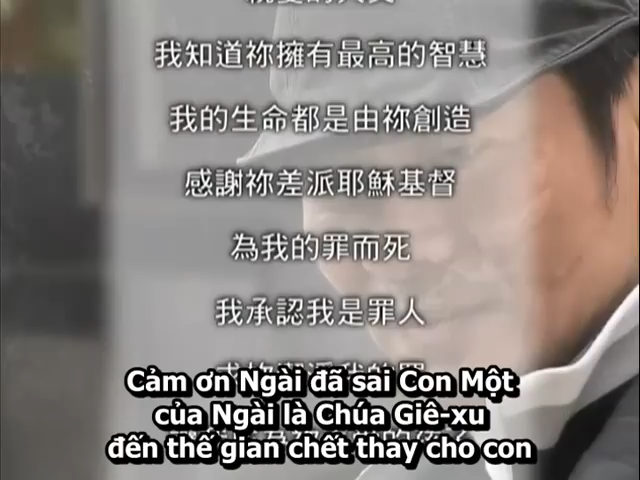 我知道祢擁有最高的智慧
我的生命都是由祢創造
感謝祢差派耶穌基督
為我的罪而死
我承認我是罪人
Cảm ơn Ngài đã sai Con Một
của Ngài là Chúa Giê-xu
đến thế gian chết thay cho con